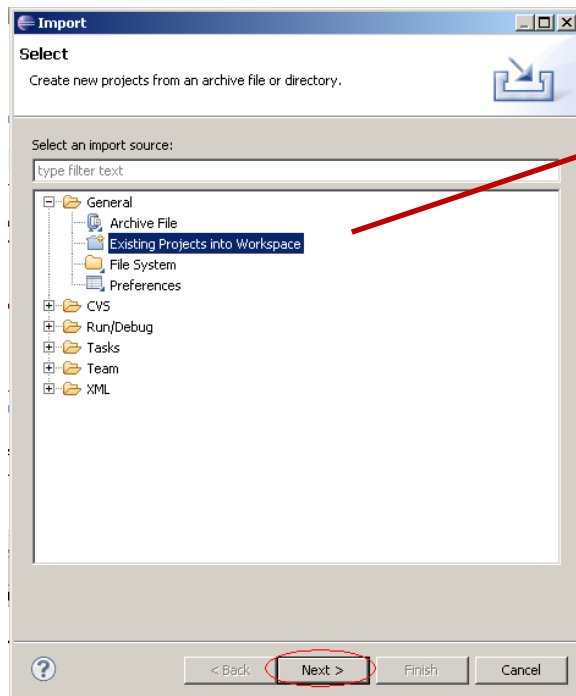 Import
Select
Create new projects from an archive file or directory.
Select an import source:
type filter text
General
Archive File
Existing Projects into Workspace
File System
Preferences
CVS
Run/Debug
Tasks
Team
XML
?
< Back
Next >
Finish
Cancel